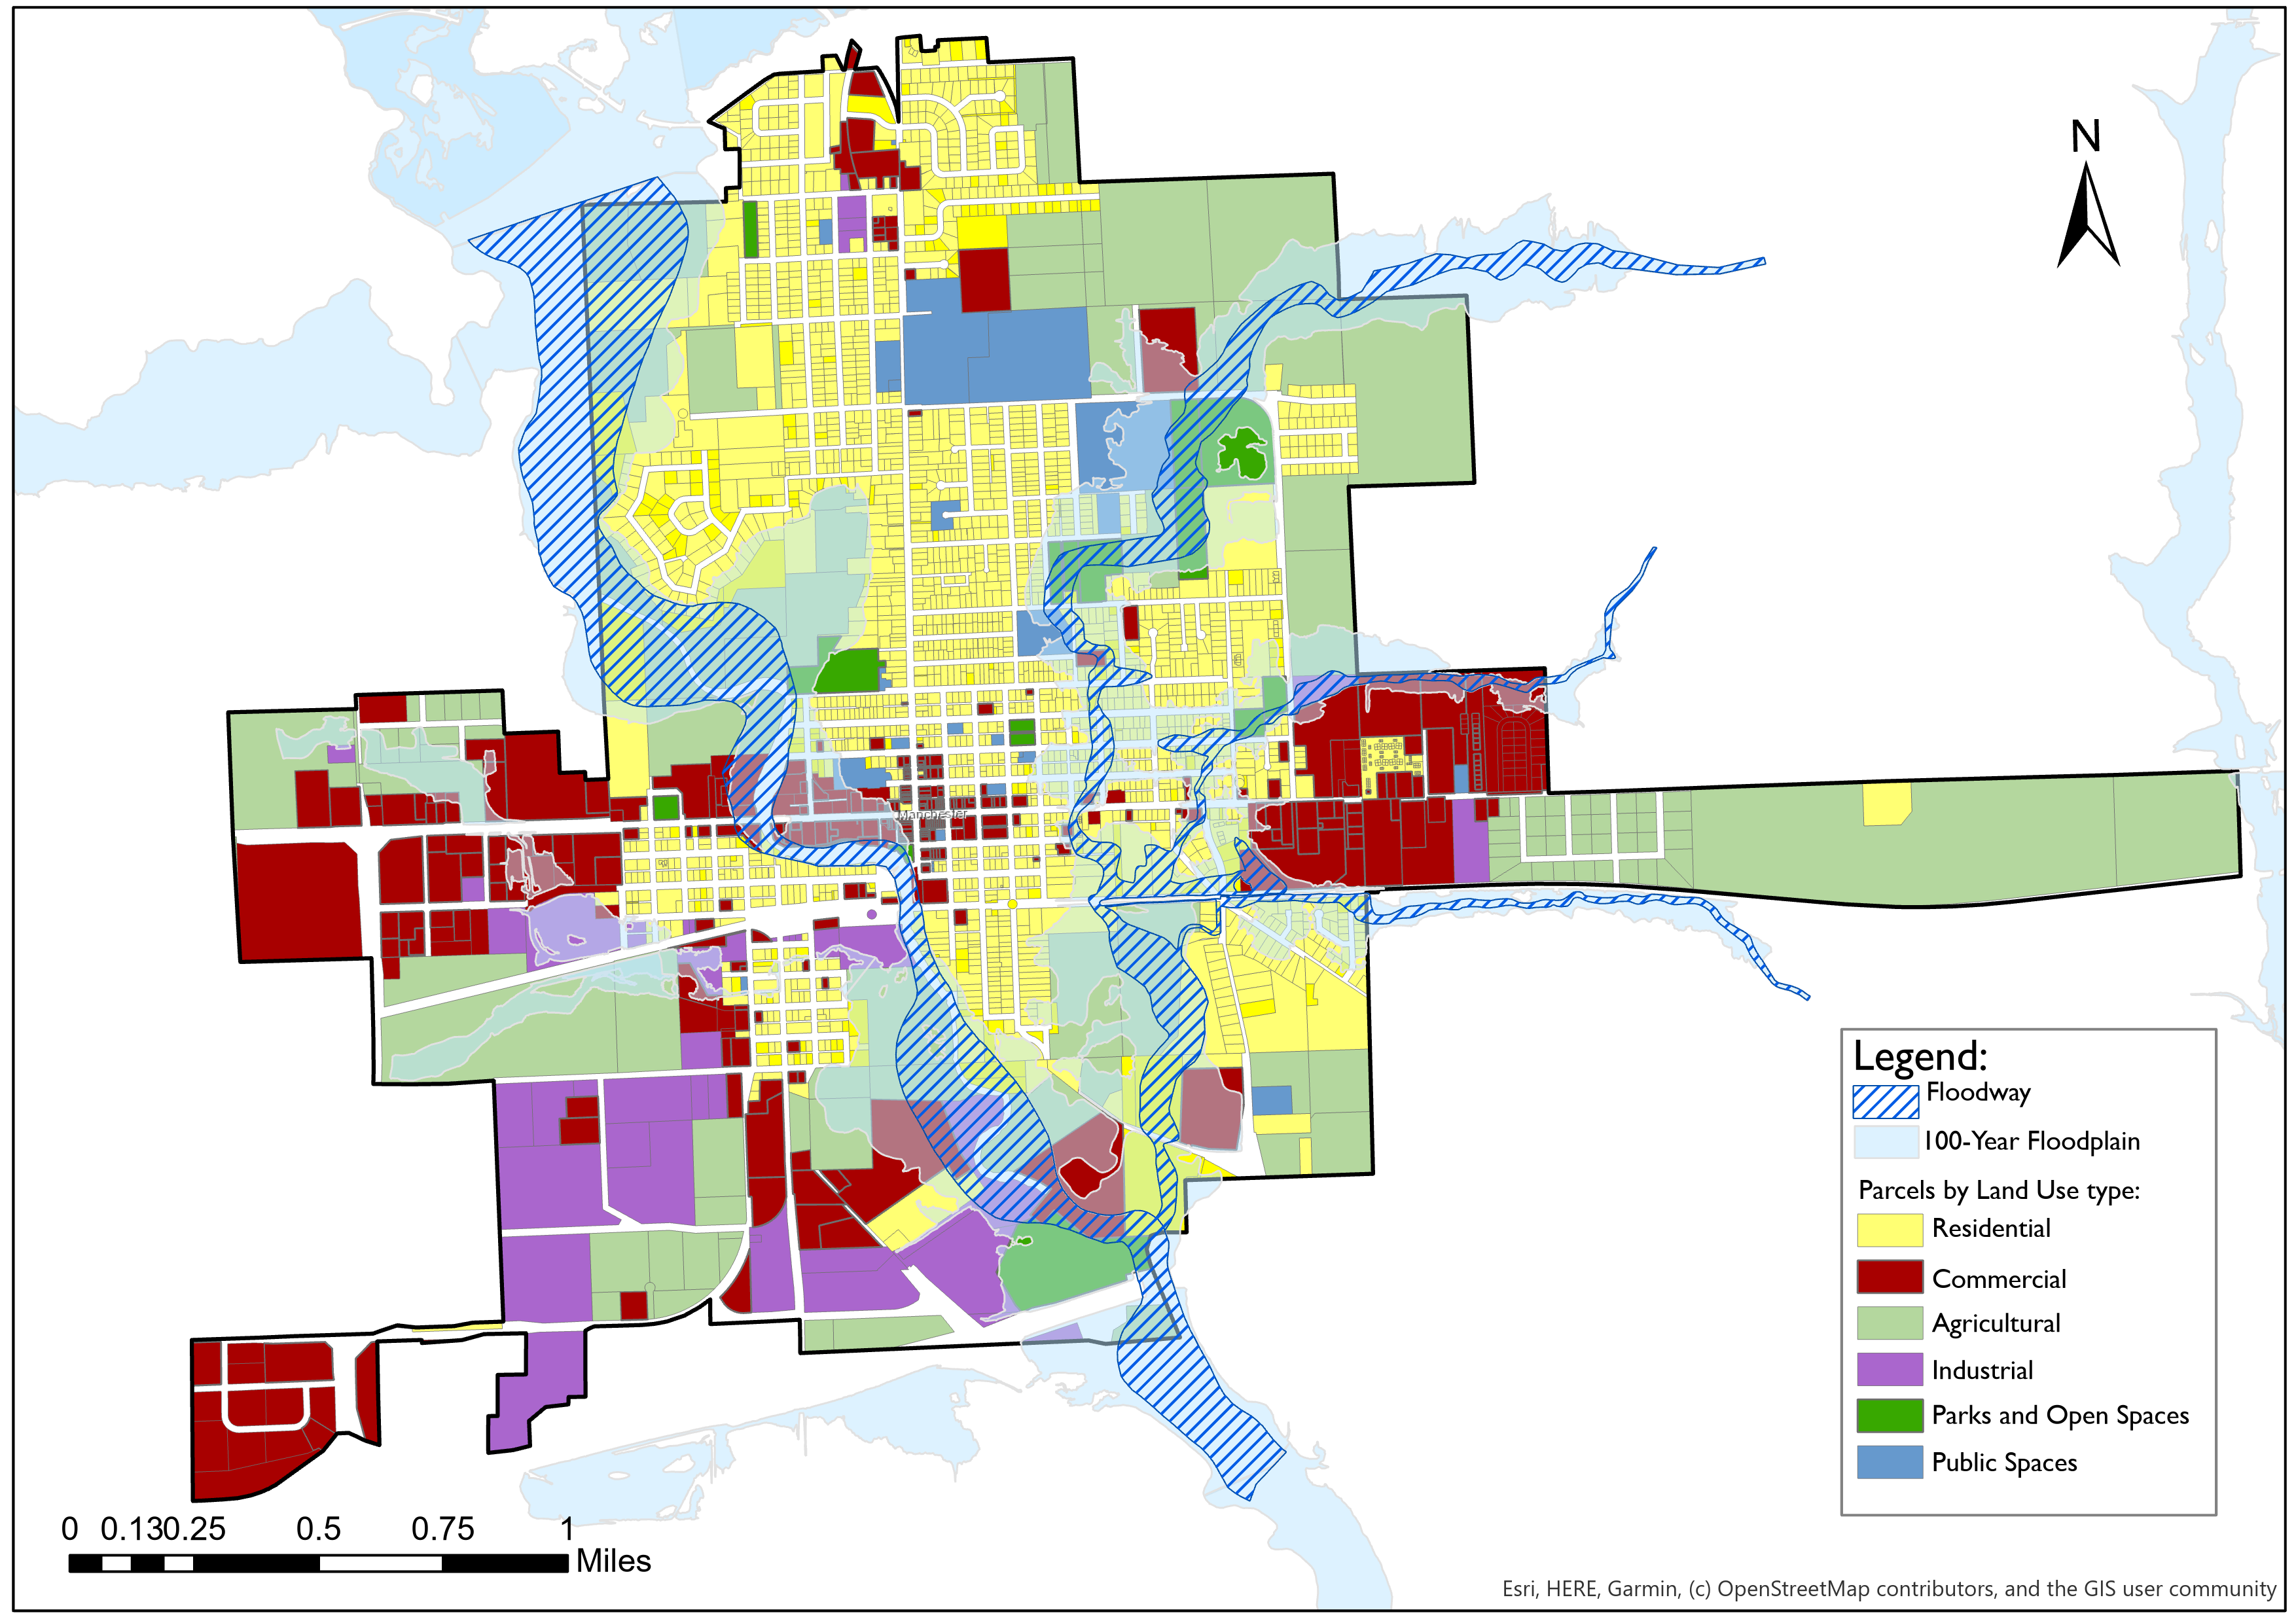 N
Manchester
Legend:
Floodway
100-Year Floodplain
Parcels by Land Use type:
Residential
Commercial
Agricultural
Industrial
Parks and Open Spaces
Public Spaces
0 0.130.25 0.5 0.75 1
Miles
Esri, HERE, Garmin, (c) OpenStreetMap contributors, and the GIS user community